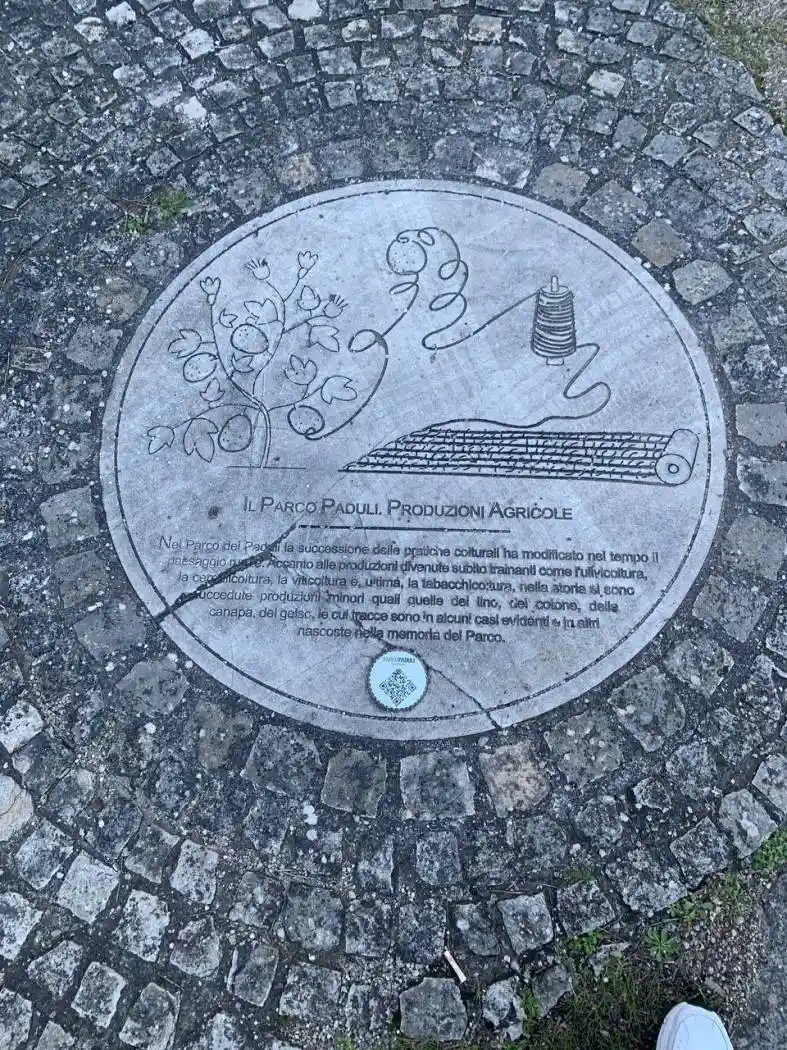 Il Parco Paduli. Produzioni Agricole
Nel Parco dei Paduli la successione delle pratiche colturali ha modificato nel tempo il
paesaggio rurale. Accanto alle produzioni divenute subito trainanti come l'ulivicoltura,
la cerealicoltura, la viticoltura e, ultima, la tabacchicoltura, nella storia si sono
succedute produzioni minori quali quelle del lino, del cotone, della
canapa, del gelso, le cui tracce sono in alcuni casi evidenti e in altri
nascoste nella memoria del Parco.
PARCOPADULI